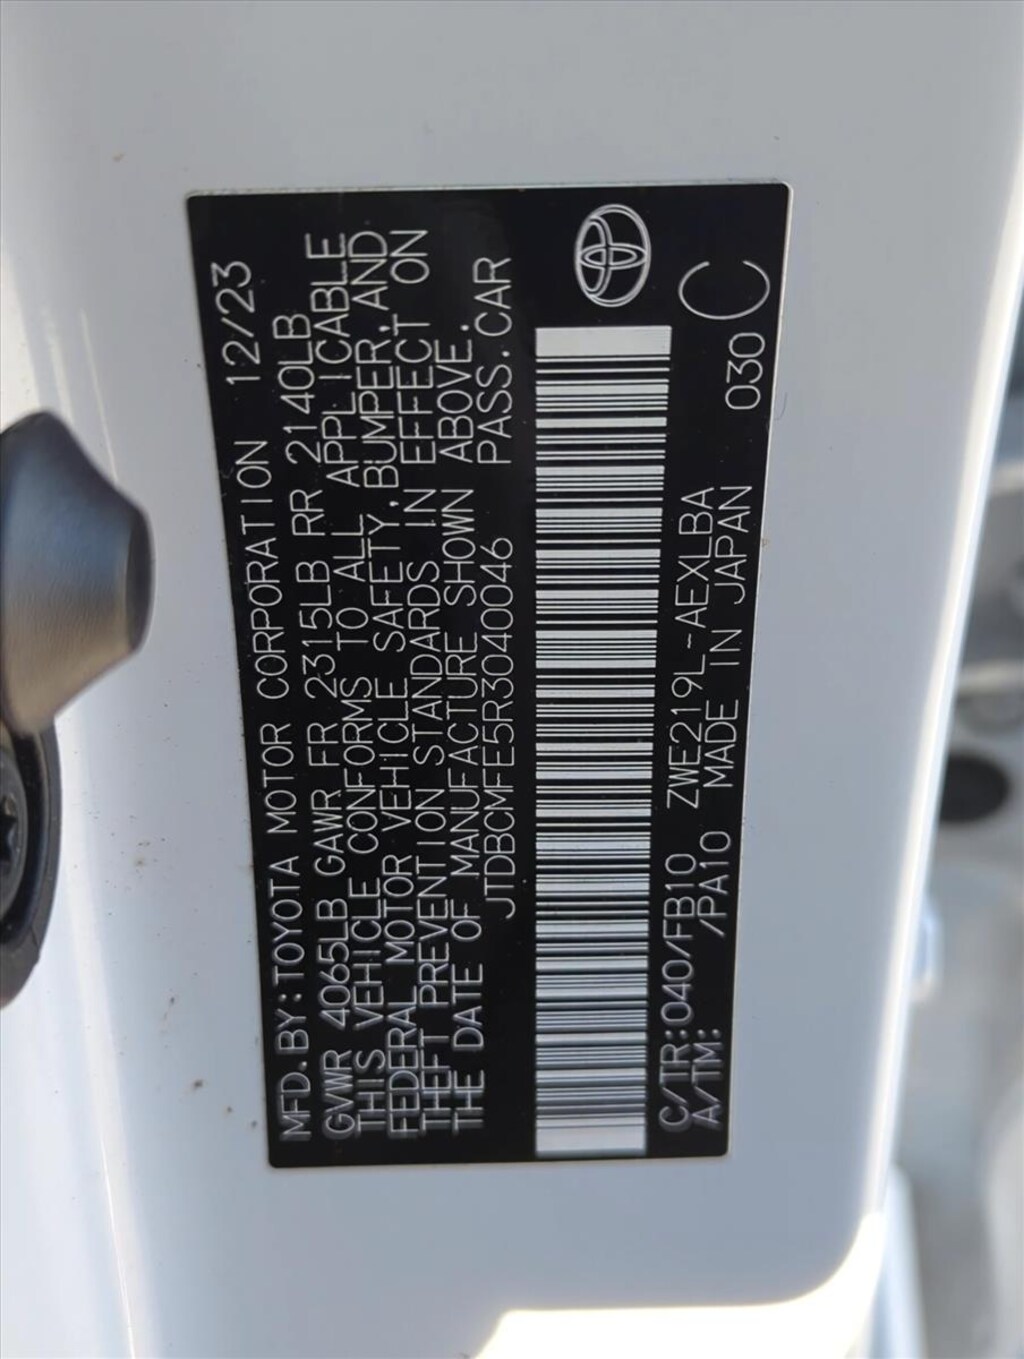 MFD.BY:TOYOTA MOTOR CORPORATION 12/23
GVWR 4065LB GAWR FR 2315LB RR 2140LB
THIS VEHICLE CONFORMS TO ALL APPLICABLE
FEDERAL MOTOR VEHICLE SAFETY,BUMPER,AND
THEFT PREVENTION STANDARDS IN EFFECT ON
THE DATE OF MANUFACTURE SHOWN ABOVE.
JTDBCMFE5R3040046 PASS.CAR
C/TR:040/FB10 ZWE219L-AEXLBA 030
A/TM: /PA10 MADE IN JAPAN
C